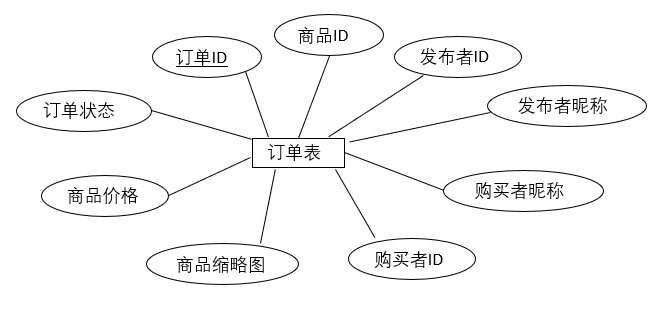 商品ID
订单ID
发布者ID
订单状态
发布者昵称
订单表
商品价格
购买者昵称
商品缩略图
购买者ID